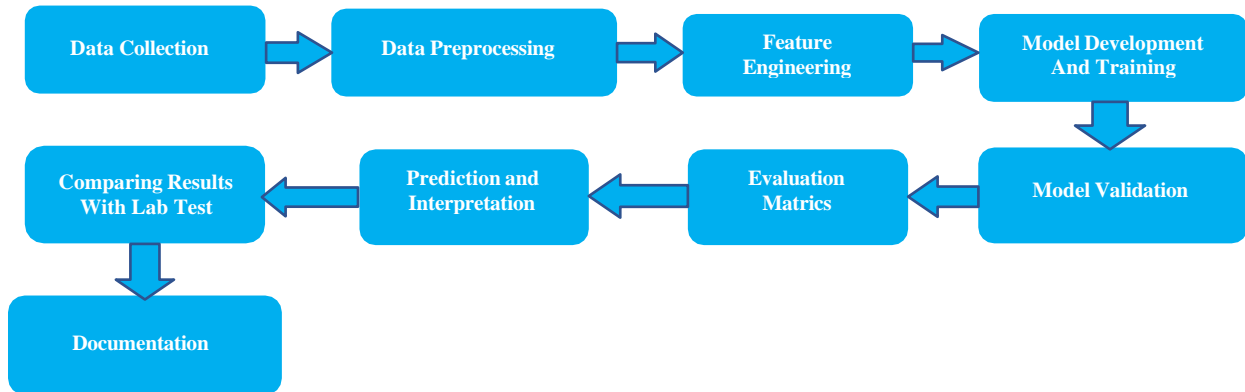 Data Collection
Data Preprocessing
Feature
Engineering
Model Development
And Training
Model Validation
Evaluation
Matrics
Prediction and
Interpretation
Comparing Results
With Lab Test
Documentation